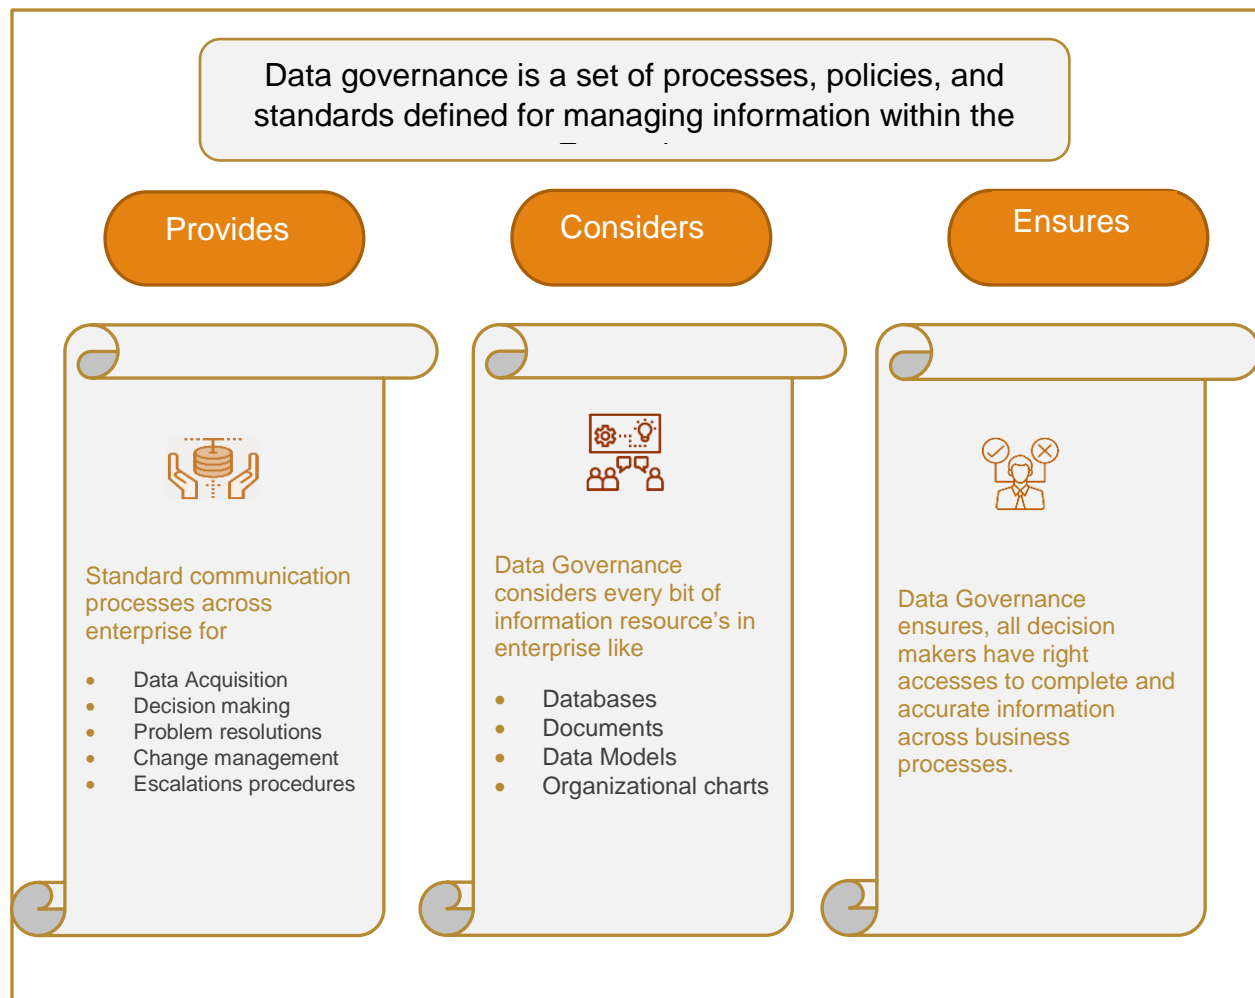 Data governance is a set of processes, policies, and
standards defined for managing information within the
Provides
Considers
Ensures
Standard communication
processes across
enterprise for
• Data Acquisition
• Decision making
• Problem resolutions
• Change management
• Escalations procedures
Data Governance
considers every bit of
information resource’s in
enterprise like
• Databases
• Documents
• Data Models
• Organizational charts
Data Governance
ensures, all decision
makers have right
accesses to complete and
accurate information
across business
processes.